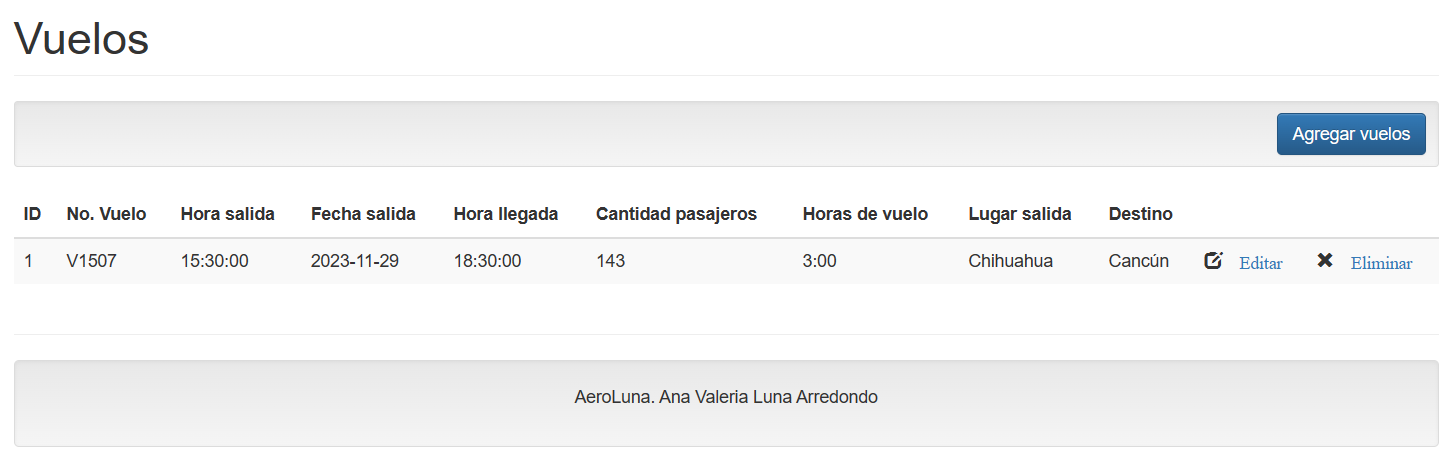 Vuelos
Agregar vuelos
ID No. Vuelo Hora salida Fecha salida Hora llegada Cantidad pasajeros Horas de vuelo Lugar salida Destino
1 V1507 15:30:00 2023-11-29 18:30:00 143 3:00 Chihuahua Cancún Editar Eliminar
AeroLuna. Ana Valeria Luna Arredondo